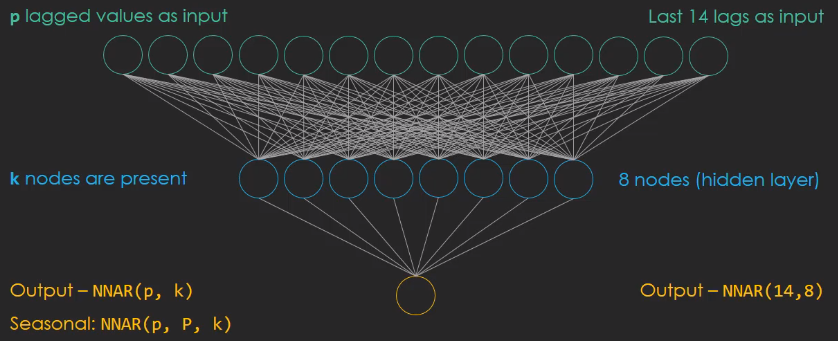 p lagged values as input
Last 14 lags as input
k nodes are present
8 nodes (hidden layer)
Output – NNAR(p, k)
Output – NNAR(14,8)
Seasonal: NNAR(p, P, k)